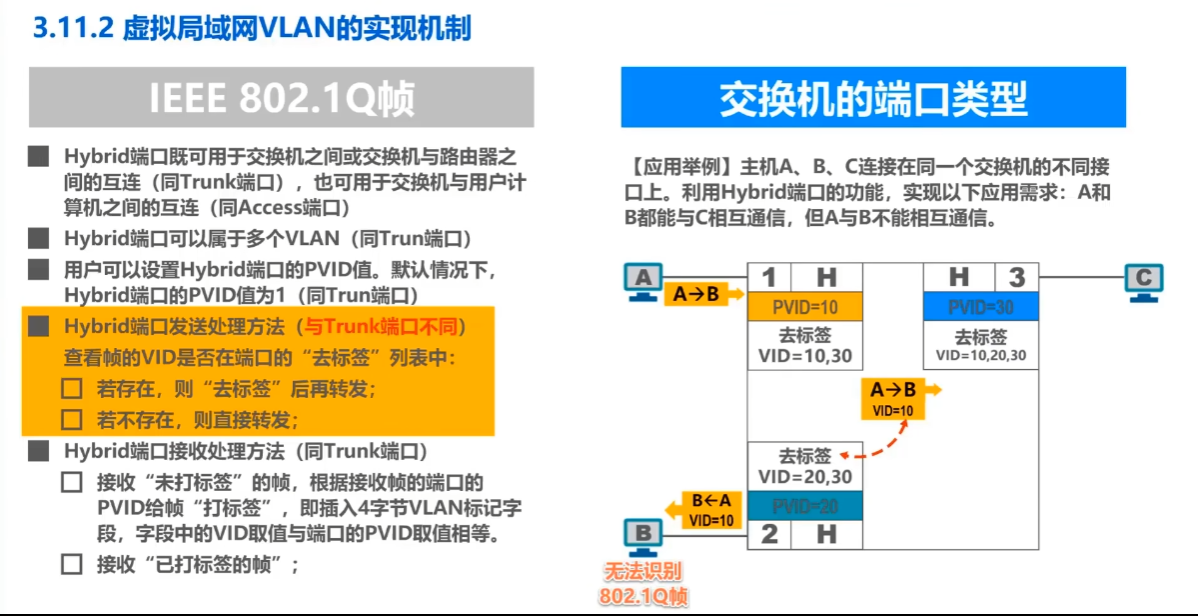 3.11.2 虚拟局域网VLAN的实现机制
IEEE 802.1Q帧
Hybrid端口既可用于交换机之间或交换机与路由器之
间的互连（同Trunk端口），也可用于交换机与用户计
算机之间的互连（同Access端口）
Hybrid端口可以属于多个VLAN（同Trun端口）
用户可以设置Hybrid端口的PVID值。默认情况下，
Hybrid端口的PVID值为1（同Trun端口）
Hybrid端口发送处理方法（与Trunk端口不同）
查看帧的VID是否在端口的“去标签”列表中：
若存在，则“去标签”后再转发；
若不存在，则直接转发；
Hybrid端口接收处理方法（同Trunk端口）
接收“未打标签”的帧，根据接收帧的端口的
PVID给帧“打标签”，即插入4字节VLAN标记字
段，字段中的VID取值与端口的PVID取值相等。
接收“已打标签的帧”；
交换机的端口类型
【应用举例】主机A、B、C连接在同一个交换机的不同接
口上。利用Hybrid端口的功能，实现以下应用需求：A和
B都能与C相互通信，但A与B不能相互通信。
A
A→B
1 H
PVID=10
去标签
VID=10,30
H 3
PVID=30
去标签
VID=10,20,30
C
A→B
VID=10
去标签
VID=20,30
PVID=20
2 H
B←A
VID=10
B
无法识别
802.1Q帧